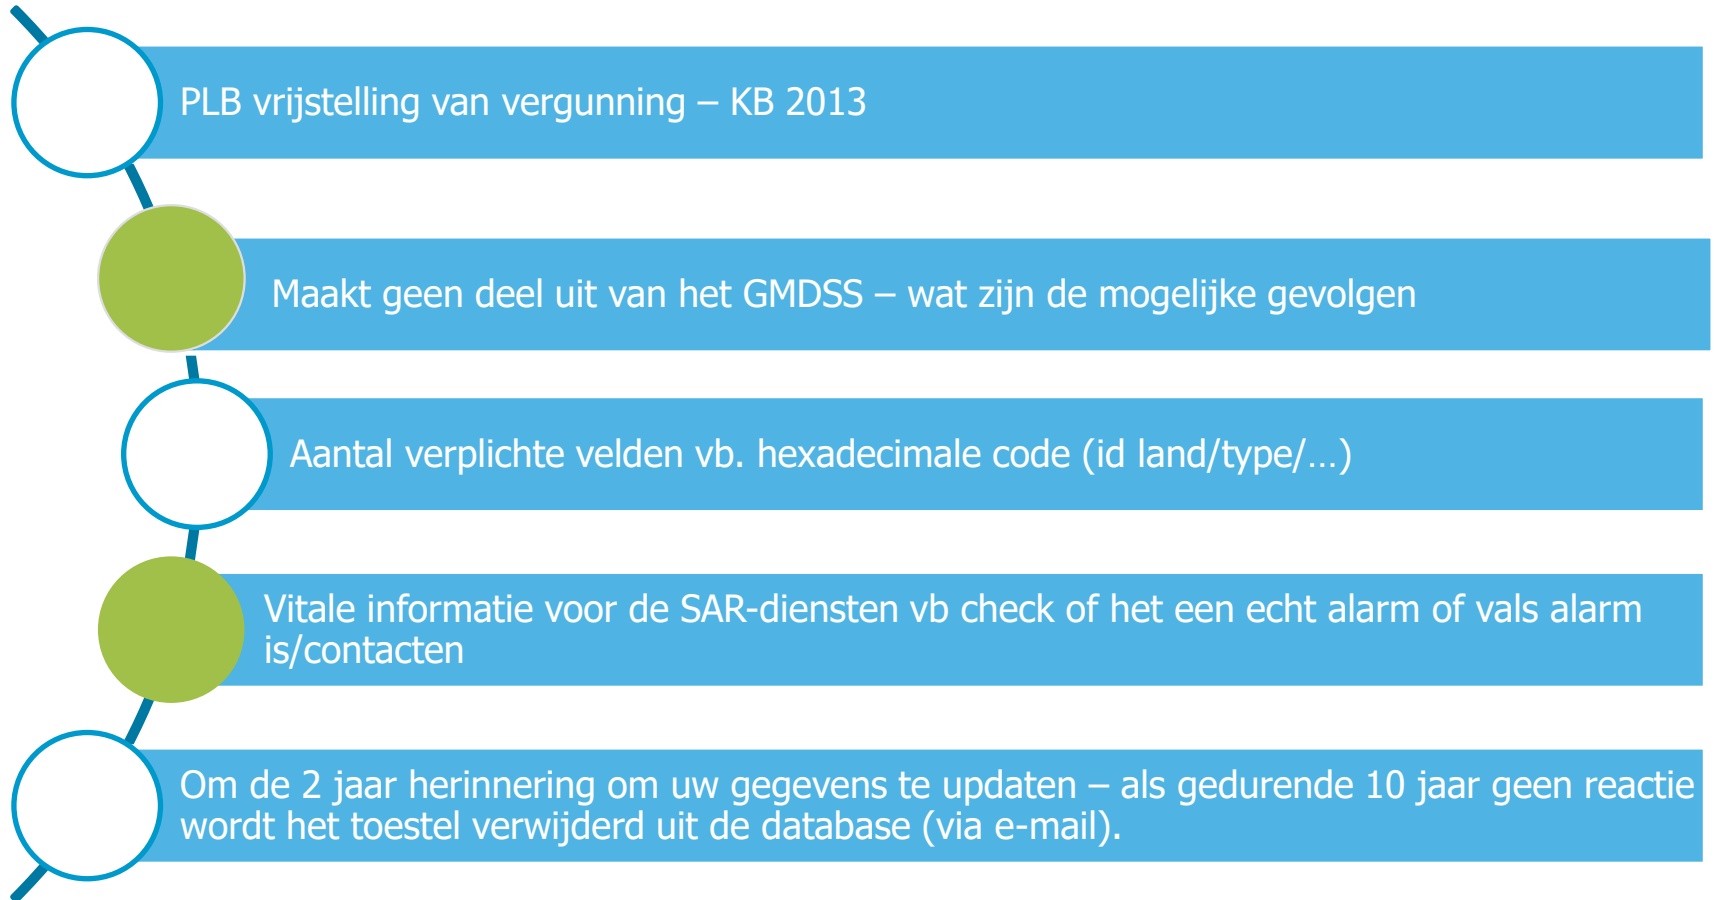 PLB vrijstelling van vergunning – KB 2013
Maakt geen deel uit van het GMDSS – wat zijn de mogelijke gevolgen
Aantal verplichte velden vb. hexadecimale code (id land/type/…)
Vitale informatie voor de SAR-diensten vb check of het een echt alarm of vals alarm
is/contacten
Om de 2 jaar herinnering om uw gegevens te updaten – als gedurende 10 jaar geen reactie
wordt het toestel verwijderd uit de database (via e-mail).